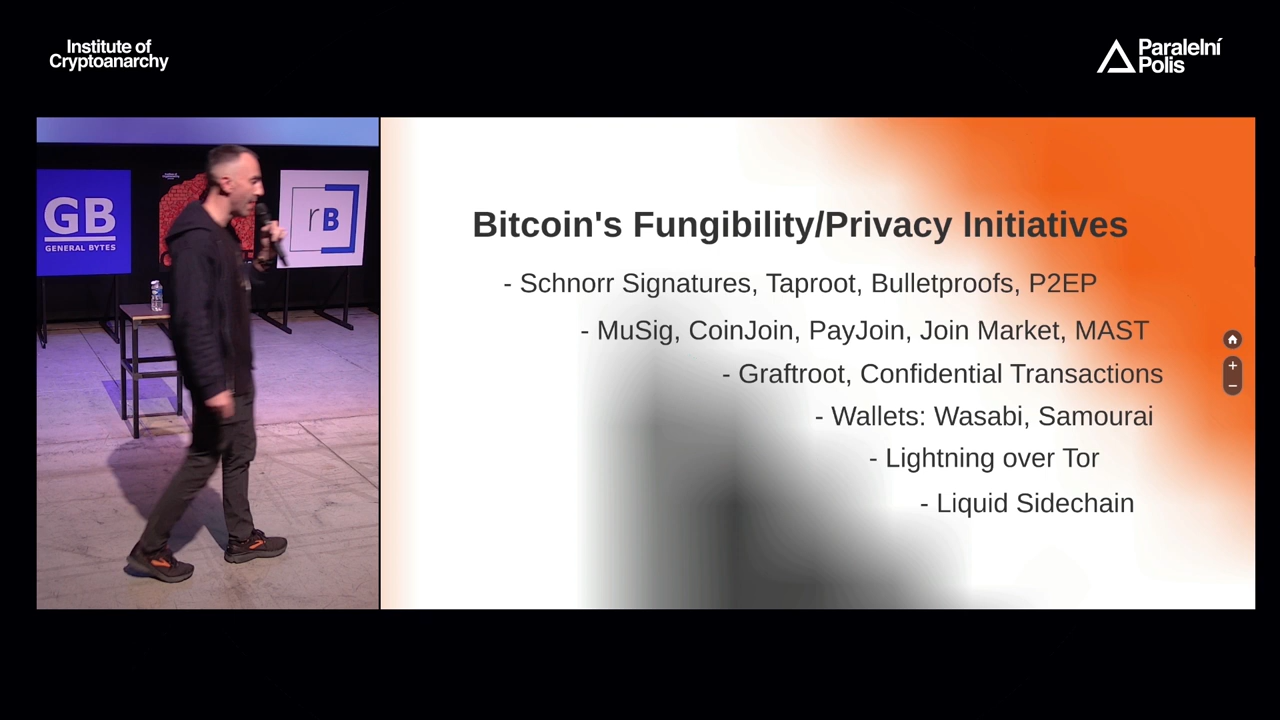 Institute of
Cryptoanarchy
Paralelní
Polis
GB
GENERAL BYTES
rB
Bitcoin's Fungibility/Privacy Initiatives
- Schnorr Signatures, Taproot, Bulletproofs, P2EP
- MuSig, CoinJoin, PayJoin, Join Market, MAST
- Graftroot, Confidential Transactions
- Wallets: Wasabi, Samourai
- Lightning over Tor
- Liquid Sidechain